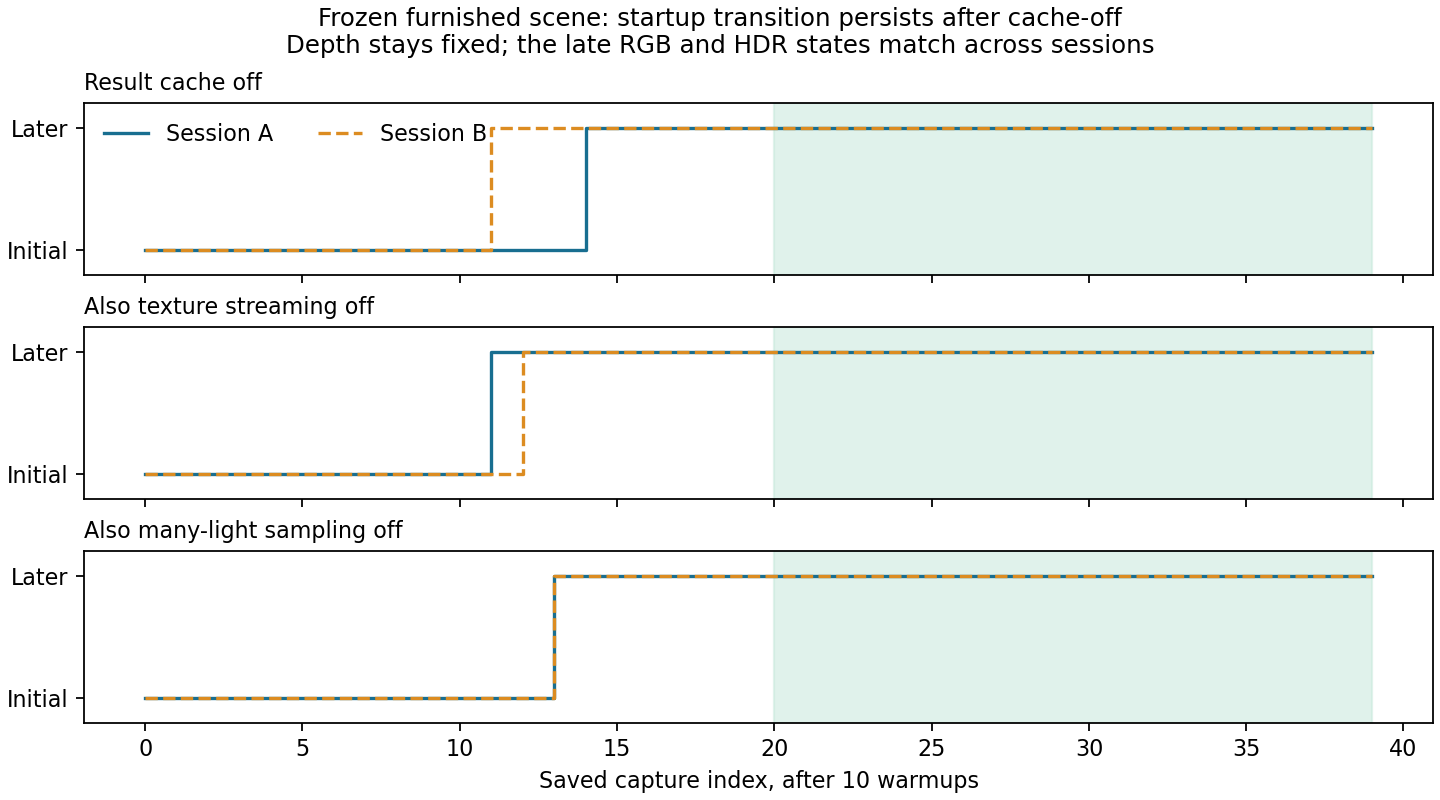 Frozen furnished scene: startup transition persists after cache-off
Depth stays fixed; the late RGB and HDR states match across sessions
Result cache off
Later
Session A
Session B
Initial
Also texture streaming off
Later
Initial
Also many-light sampling off
Later
Initial
0 5 10 15 20 25 30 35 40
Saved capture index, after 10 warmups